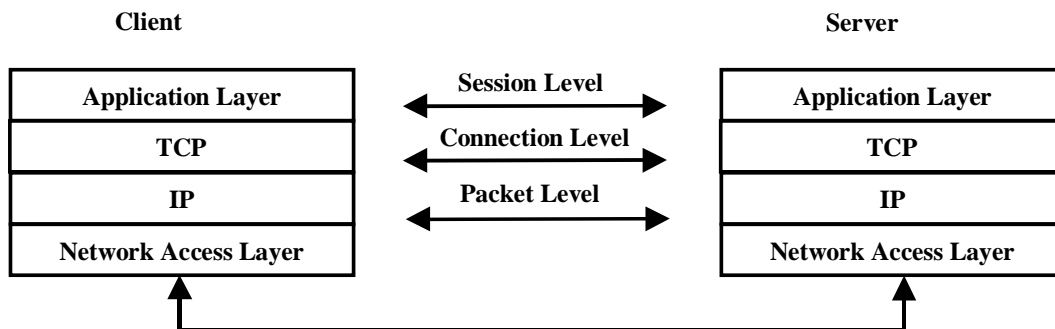 Client
Server
Application Layer
Session Level
Application Layer
TCP
Connection Level
TCP
IP
Packet Level
IP
Network Access Layer
Network Access Layer